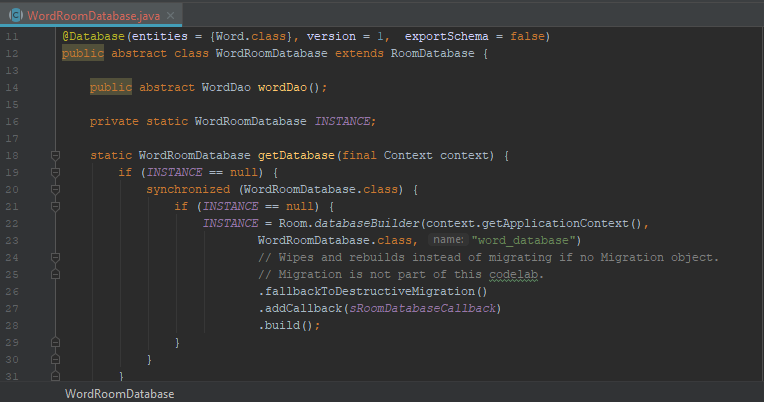 WordRoomDatabase.java
11 @Database(entities = {Word.class}, version = 1,  exportSchema = false)
12 public abstract class WordRoomDatabase extends RoomDatabase {
13
14     public abstract WordDao wordDao();
15
16     private static WordRoomDatabase INSTANCE;
17
18     static WordRoomDatabase getDatabase(final Context context) {
19         if (INSTANCE == null) {
20             synchronized (WordRoomDatabase.class) {
21                 if (INSTANCE == null) {
22                     INSTANCE = Room.databaseBuilder(context.getApplicationContext(),
23                             WordRoomDatabase.class, name: "word_database")
24                             // Wipes and rebuilds instead of migrating if no Migration object.
25                             // Migration is not part of this codelab.
26                             .fallbackToDestructiveMigration()
27                             .addCallback(sRoomDatabaseCallback)
28                             .build();
29                 }
30             }
31         }
WordRoomDatabase